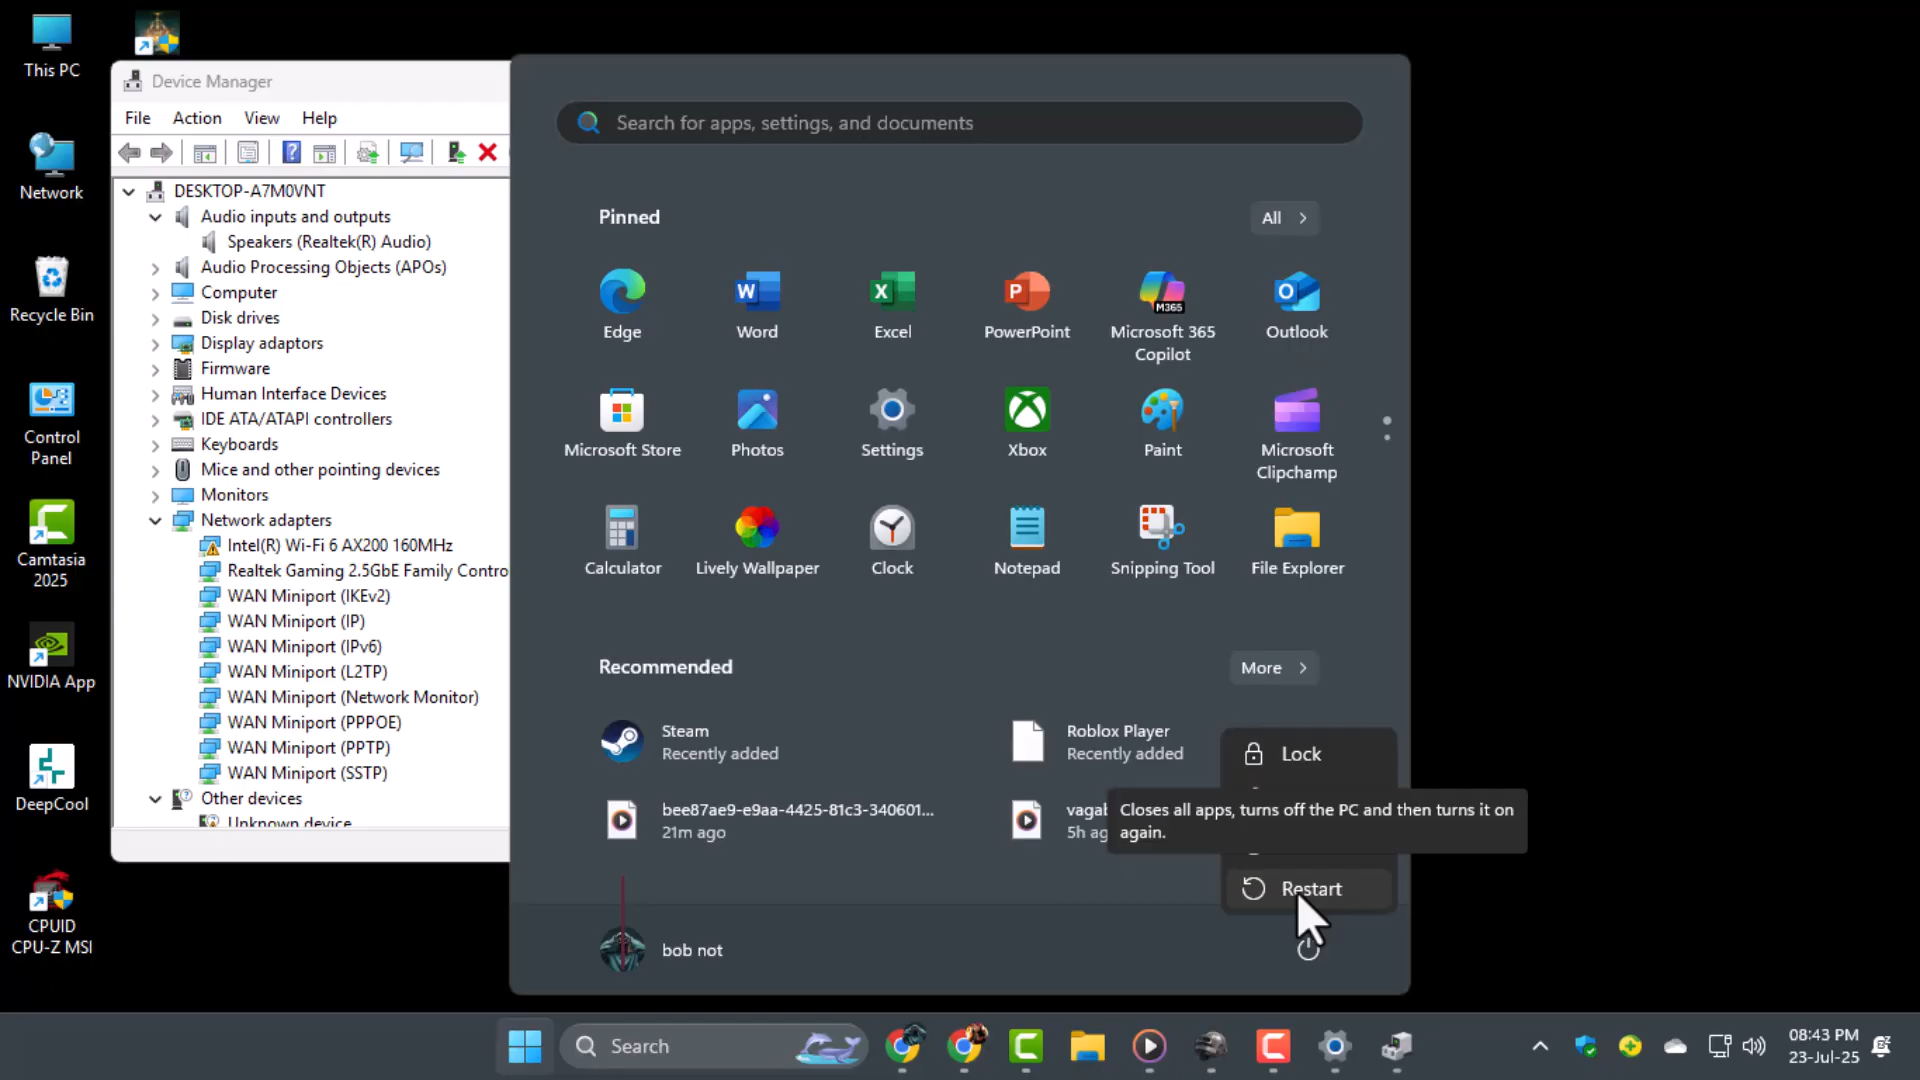 This PC
Network
Recycle Bin
Control
Panel
Camtasia
2025
NVIDIA App
DeepCool
CPUID
CPU-Z MSI
Device Manager
File Action View Help
DESKTOP-A7M0VNT
Audio inputs and outputs
Speakers (Realtek(R) Audio)
Audio Processing Objects (APOs)
Computer
Disk drives
Display adaptors
Firmware
Human Interface Devices
IDE ATA/ATAPI controllers
Keyboards
Mice and other pointing devices
Monitors
Network adapters
Intel(R) Wi-Fi 6 AX200 160MHz
Realtek Gaming 2.5GbE Family Contro
WAN Miniport (IKEv2)
WAN Miniport (IP)
WAN Miniport (IPv6)
WAN Miniport (L2TP)
WAN Miniport (Network Monitor)
WAN Miniport (PPPOE)
WAN Miniport (PPTP)
WAN Miniport (SSTP)
Other devices
Unknown device
Search for apps, settings, and documents
Pinned
All
Edge
Word
Excel
PowerPoint
M365
Microsoft 365
Copilot
Outlook
Microsoft Store
Photos
Settings
Xbox
Paint
Microsoft
Clipchamp
Calculator
Lively Wallpaper
Clock
Notepad
Snipping Tool
File Explorer
Recommended
More
Steam
Recently added
Roblox Player
Recently added
bee87ae9-e9aa-4425-81c3-340601...
21m ago
vagab
5h ag
Lock
Closes all apps, turns off the PC and then turns it on
again.
Restart
bob not
Search
08:43 PM
23-Jul-25